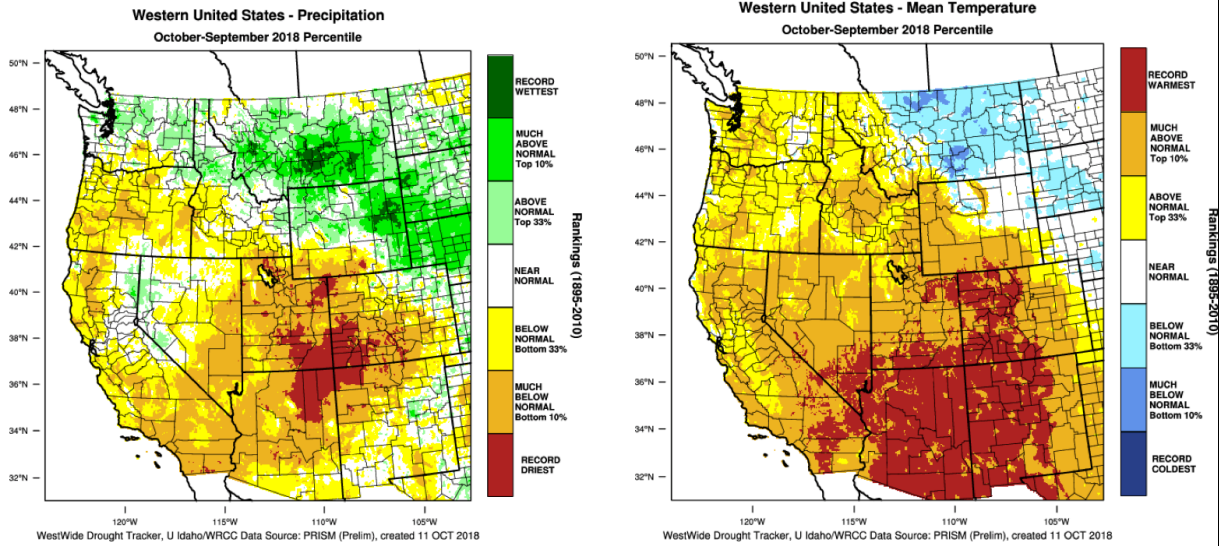 Western United States - Precipitation
October-September 2018 Percentile
50°N
48°N
46°N
44°N
42°N
40°N
38°N
36°N
34°N
32°N
120°W
115°W
110°W
105°W
RECORD
WETTEST
MUCH
ABOVE
NORMAL
Top 10%
ABOVE
NORMAL
Top 33%
NEAR
NORMAL
BELOW
NORMAL
Bottom 33%
MUCH
BELOW
NORMAL
Bottom 10%
RECORD
DRIEST
Rankings (1895-2010)
WestWide Drought Tracker, U Idaho/WRCC Data Source: PRISM (Prelim), created 11 OCT 2018
Western United States - Mean Temperature
October-September 2018 Percentile
50°N
48°N
46°N
44°N
42°N
40°N
38°N
36°N
34°N
32°N
120°W
115°W
110°W
105°W
RECORD
WARMEST
MUCH
ABOVE
NORMAL
Top 10%
ABOVE
NORMAL
Top 33%
NEAR
NORMAL
BELOW
NORMAL
Bottom 33%
MUCH
BELOW
NORMAL
Bottom 10%
RECORD
COLDEST
Rankings (1895-2010)
WestWide Drought Tracker, U Idaho/WRCC Data Source: PRISM (Prelim), created 11 OCT 2018